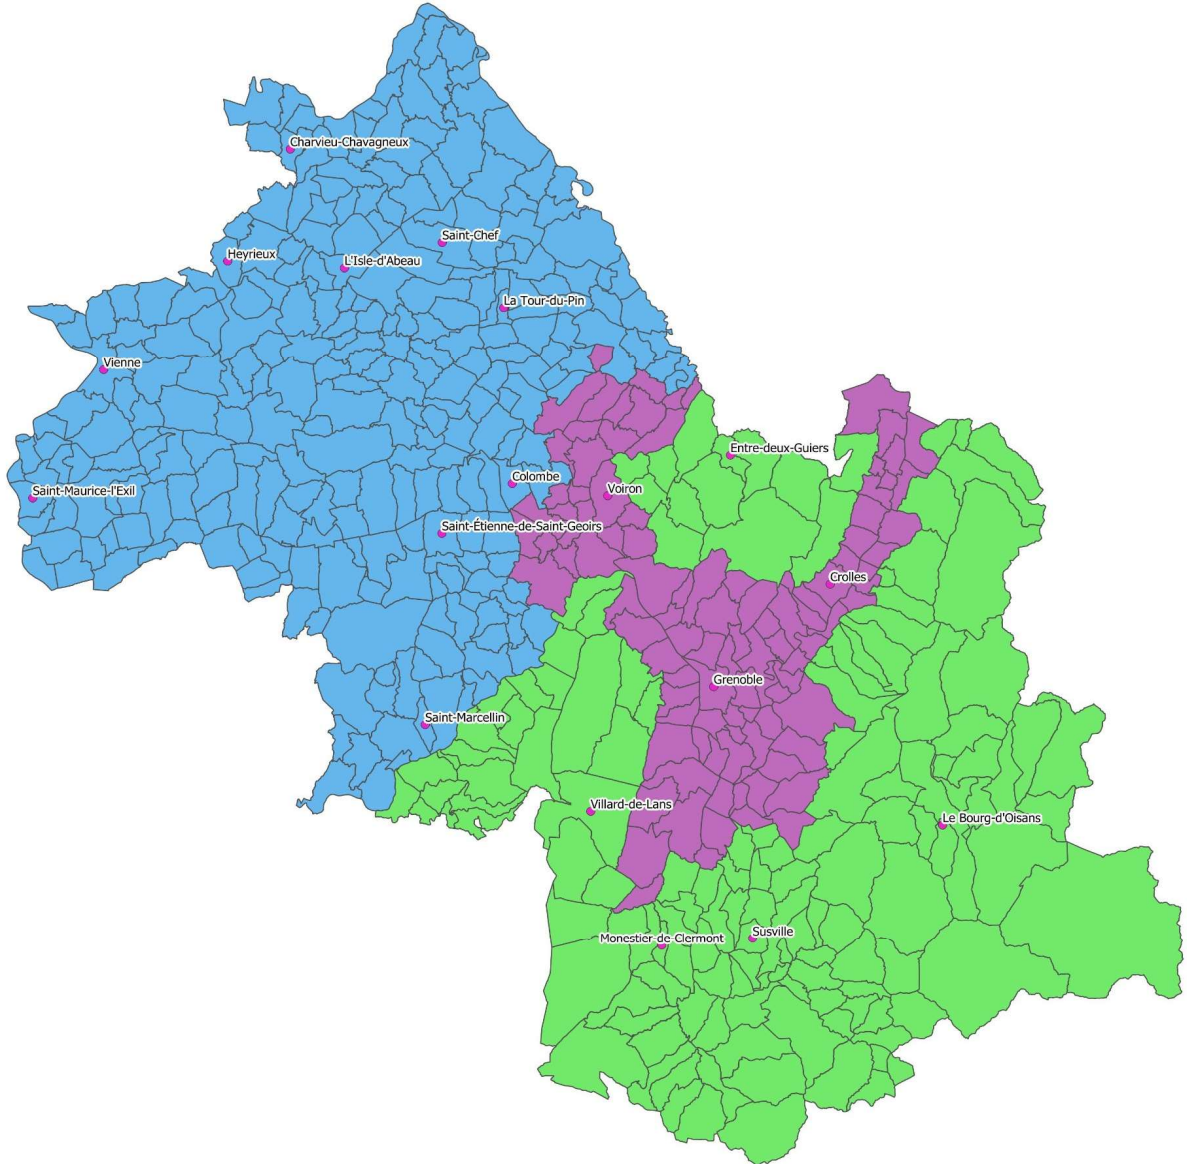 Charvieu-Chavagneux
Saint-Chef
Heyrieux
L'Isle-d'Abeau
La Tour-du-Pin
Vienne
Entre-deux-Guiers
Colombe
Saint-Maurice-l'Exil
Voiron
Saint-Étienne-de-Saint-Geoirs
Crolles
Grenoble
Saint-Marcellin
Villard-de-Lans
Le Bourg-d'Oisans
Susville
Monestier-de-Clermont